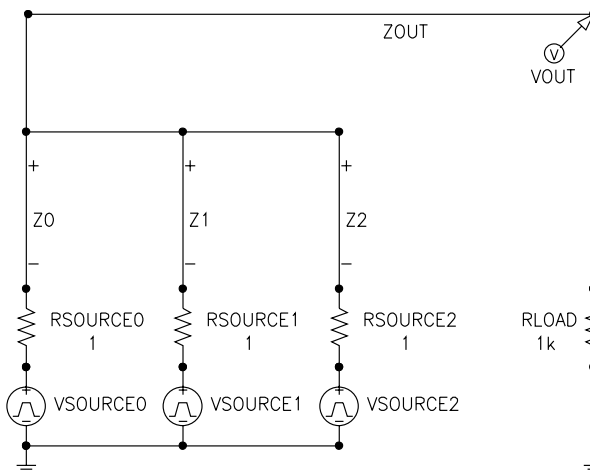 ZOUT
V
VOUT
+ + +
Z0 Z1 Z2
− − −
RSOURCE0 RSOURCE1 RSOURCE2 RLOAD
1 1 1 1k
VSOURCE0 VSOURCE1 VSOURCE2